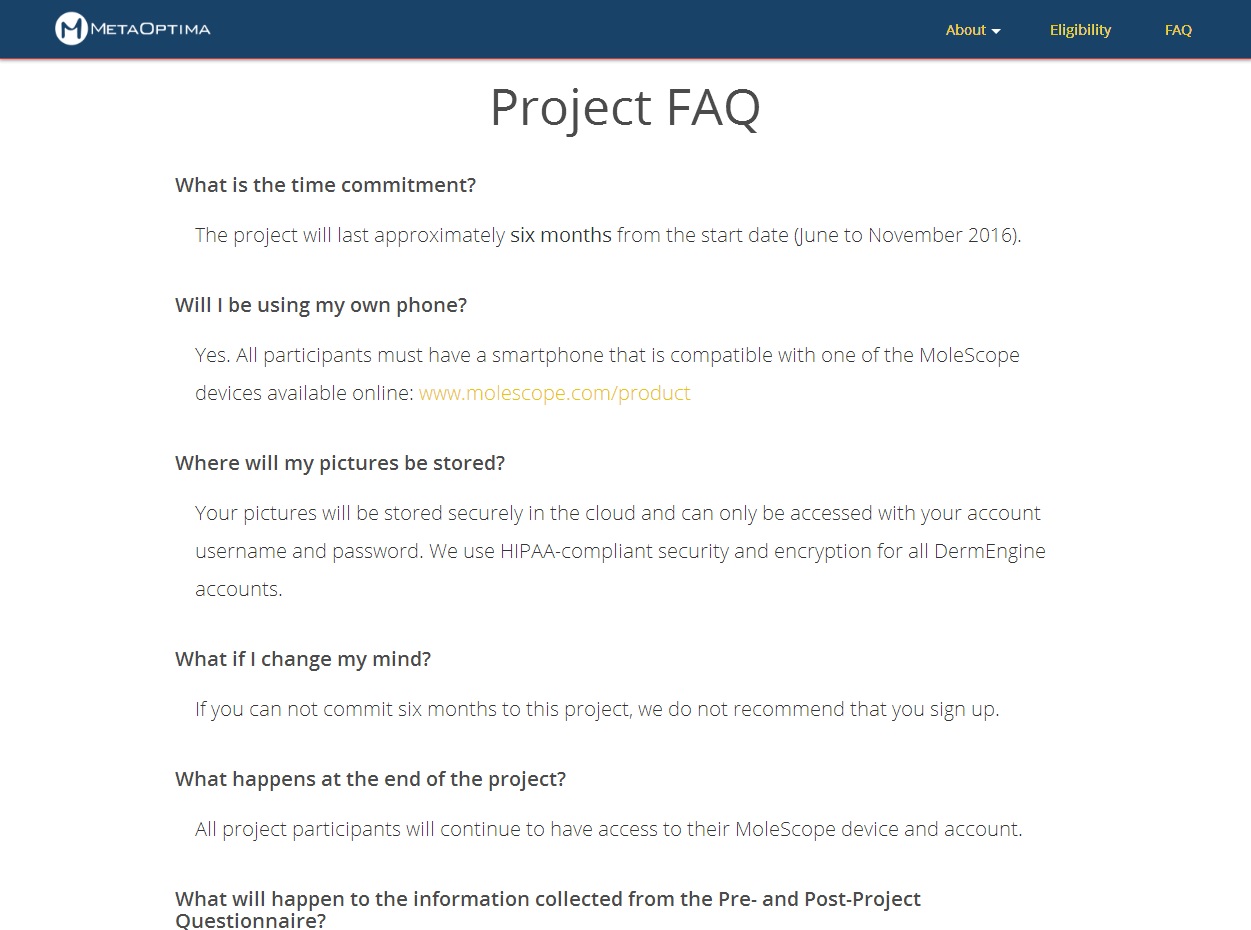 METAOPTIMA
About
Eligibility
FAQ
Project FAQ
What is the time commitment?
The project will last approximately six months from the start date (June to November 2016).
Will I be using my own phone?
Yes. All participants must have a smartphone that is compatible with one of the MoleScope
devices available online: www.molescope.com/product
Where will my pictures be stored?
Your pictures will be stored securely in the cloud and can only be accessed with your account
username and password. We use HIPAA-compliant security and encryption for all DermEngine
accounts.
What if I change my mind?
If you can not commit six months to this project, we do not recommend that you sign up.
What happens at the end of the project?
All project participants will continue to have access to their MoleScope device and account.
What will happen to the information collected from the Pre- and Post-Project
Questionnaire?